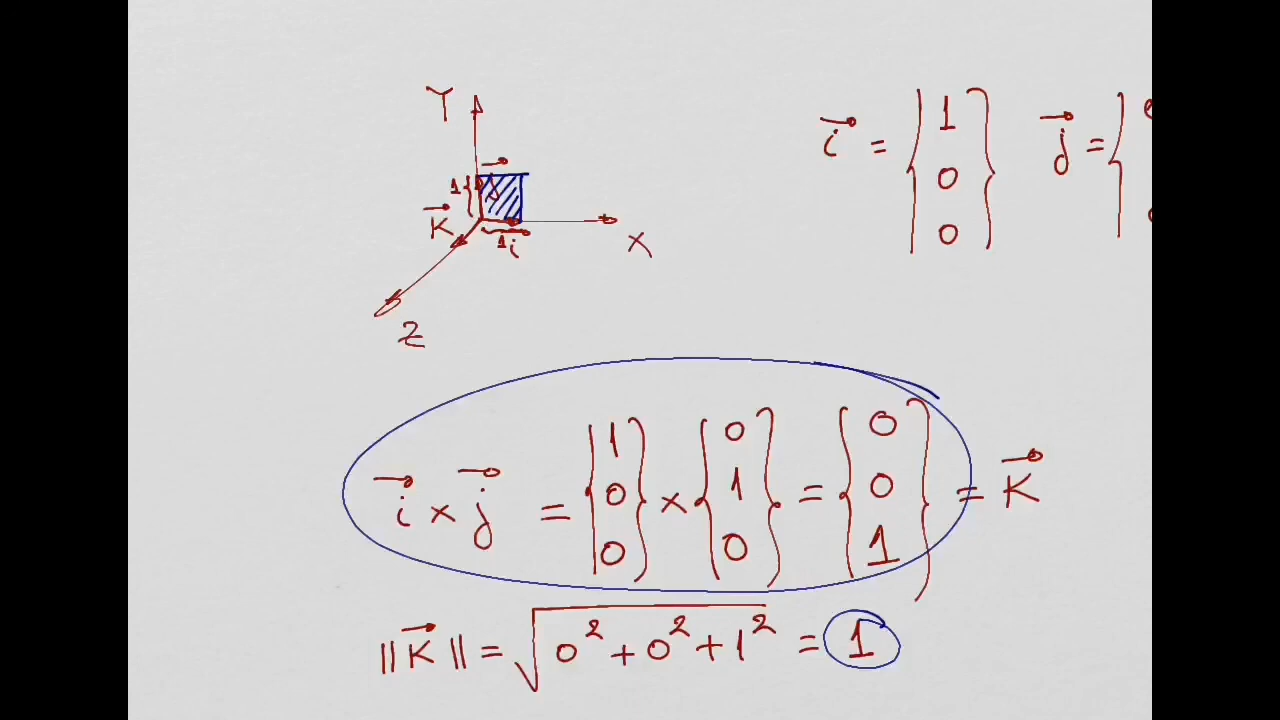 Y
1
K⃗
1 i
X
Z
i⃗ = {1 0 0} j⃗ = {
i⃗ × j⃗ = {1 0 0} × {0 1 0} = {0 0 1} = K⃗
||K⃗|| = √(0² + 0² + 1²) = 1